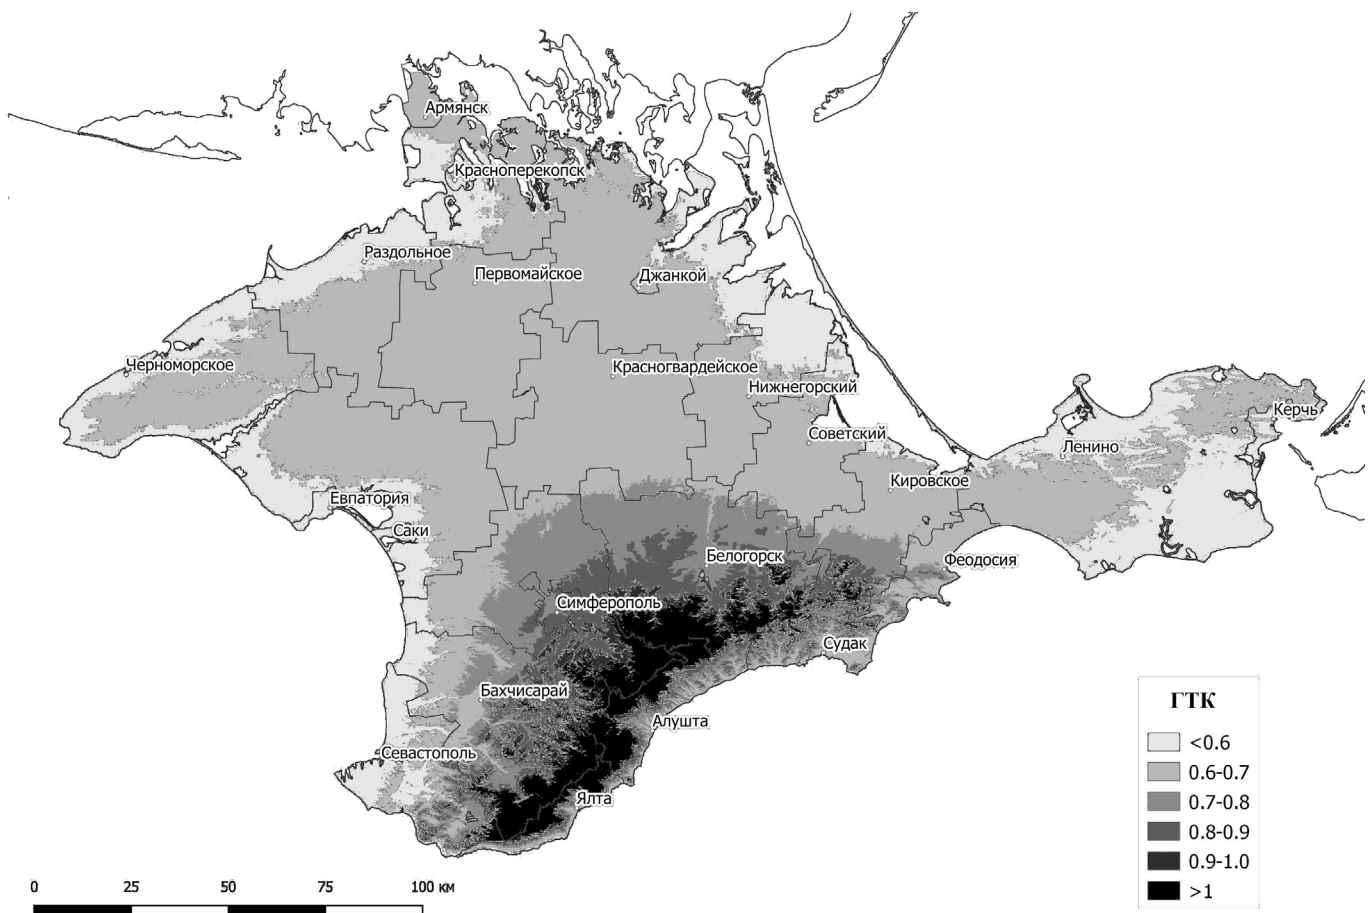 Армянск
Красноперекопск
Раздольное
Первомайское
Джанкой
Черноморское
Красногвардейское
Нижнегорский
Керчь
Советский
Ленино
Кировское
Евпатория
Саки
Белогорск
Феодосия
Симферополь
Судак
Бахчисарай
Алушта
Севастополь
Ялта
ГТК
<0.6
0.6-0.7
0.7-0.8
0.8-0.9
0.9-1.0
>1
0 25 50 75 100 км